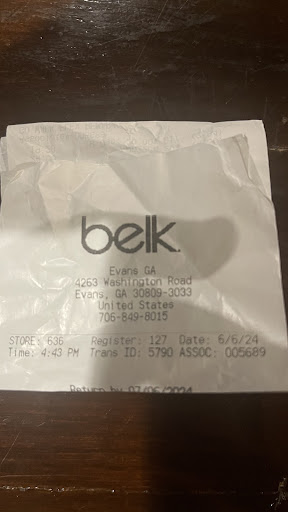 belk.
Evans GA
4263 Washington Road
Evans, GA 30809-3033
United States
706-849-8015
STORE: 636 Register: 127 Date: 6/6/24
Time: 4:43 PM Trans ID: 5790 ASSOC: 005689
Return by 07/06/2024